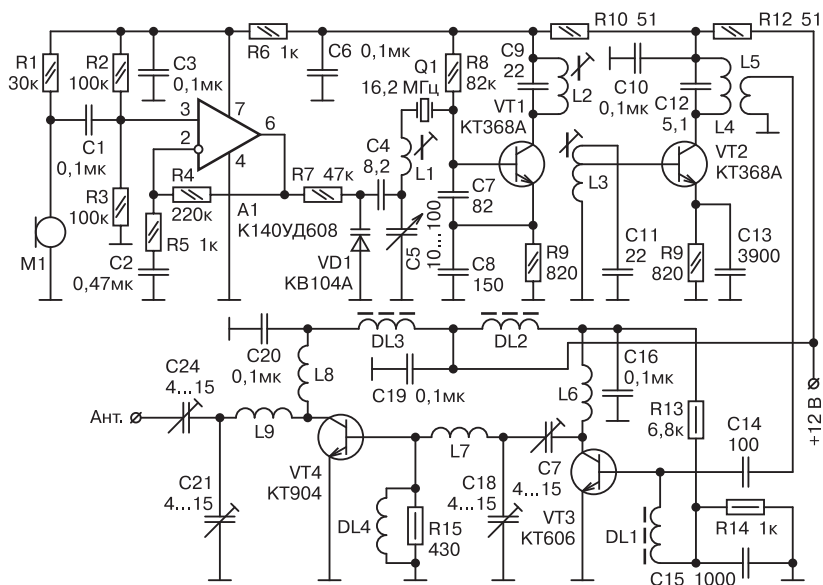 R1
30к
R2
100к
C3
0,1мк
R6 1к
C6 0,1мк
Q1
16,2 МГц
R8
82к
C9
22
L2
R10 51
R12 51
C10
0,1мк
L5
C12
5,1
L4
VT1
КТ368А
VT2
КТ368А
C1
0,1мк
3
2
7
6
4
R4
220к
R7 47к
C4
8,2
L1
L3
R3
100к
R5 1к
A1
К140УД608
C7
82
C2
0,47мк
M1
VD1
КВ104А
C5
10...100
C8
150
R9
820
C11
22
R9
820
C13
3900
C20
0,1мк
DL3
DL2
C19 0,1мк
C16
0,1мк
L8
L6
C24
4...15
Ант.
L9
R13
6,8к
C14
100
+12 В
VT4
КТ904
L7
C7
4...15
C21
4...15
C18
4...15
VT3
КТ606
DL4
R15
430
DL1
R14 1к
C15 1000